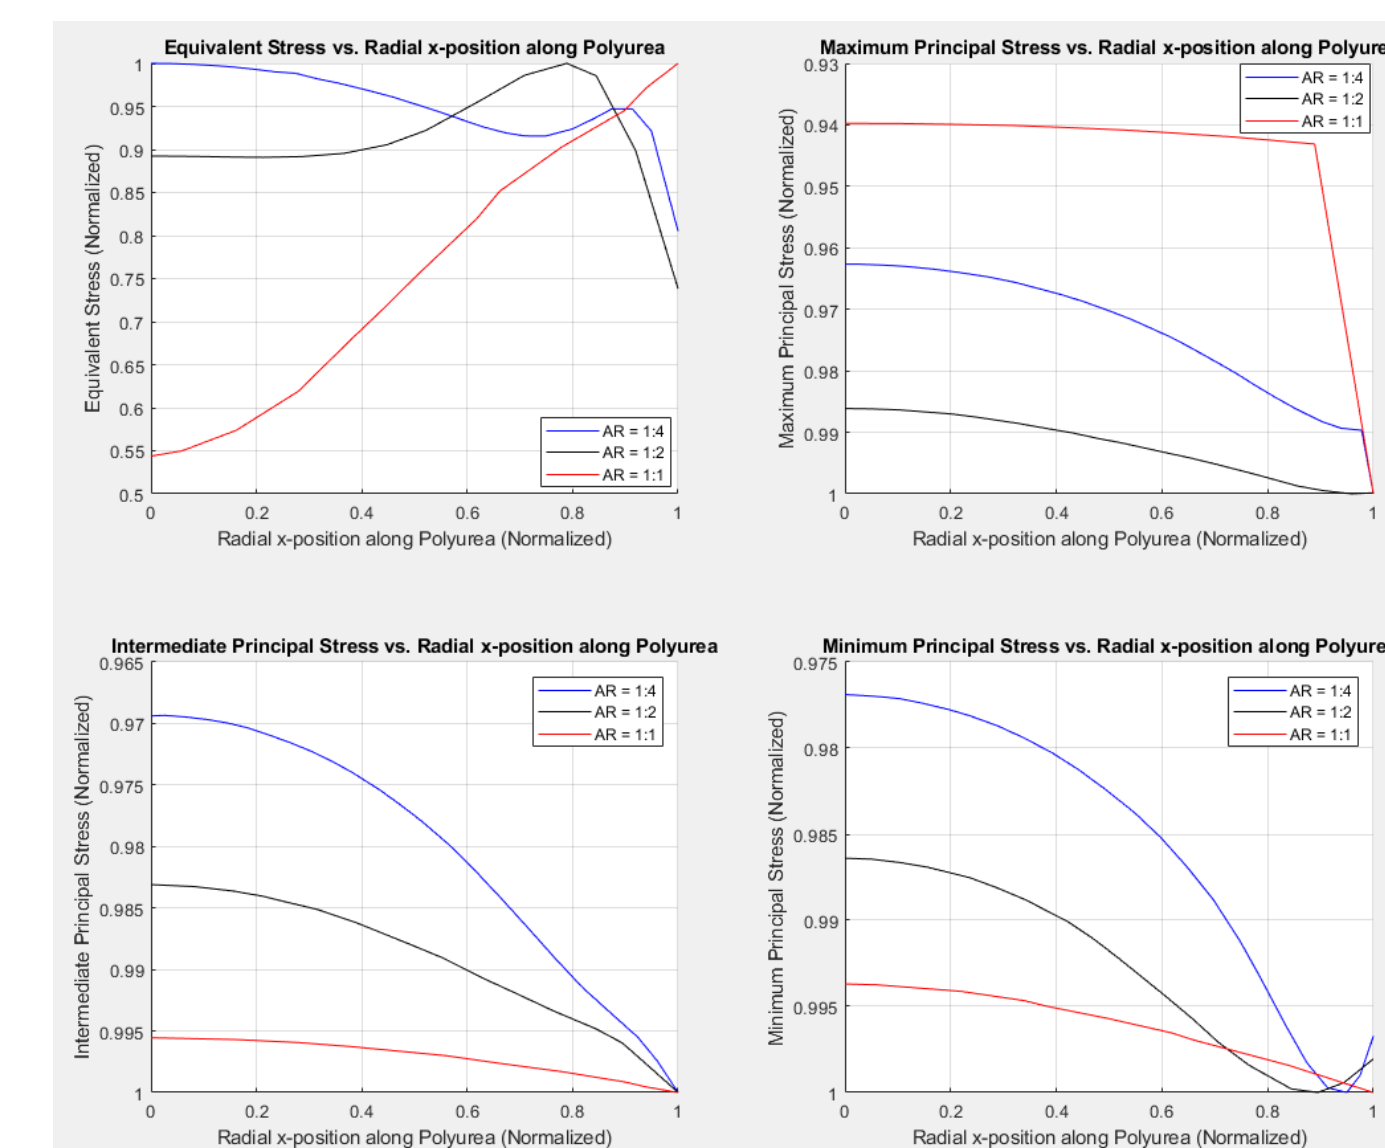 Equivalent Stress vs. Radial x-position along Polyurea
1
0.95
0.9
0.85
0.8
0.75
0.7
0.65
0.6
0.55
0.5
Equivalent Stress (Normalized)
AR = 1:4
AR = 1:2
AR = 1:1
0 0.2 0.4 0.6 0.8 1
Radial x-position along Polyurea (Normalized)
Maximum Principal Stress vs. Radial x-position along Polyure
0.93
0.94
0.95
0.96
0.97
0.98
0.99
1
Maximum Principal Stress (Normalized)
AR = 1:4
AR = 1:2
AR = 1:1
0 0.2 0.4 0.6 0.8 1
Radial x-position along Polyurea (Normalized)
Intermediate Principal Stress vs. Radial x-position along Polyurea
0.965
0.97
0.975
0.98
0.985
0.99
0.995
1
Intermediate Principal Stress (Normalized)
AR = 1:4
AR = 1:2
AR = 1:1
0 0.2 0.4 0.6 0.8 1
Radial x-position along Polyurea (Normalized)
Minimum Principal Stress vs. Radial x-position along Polyure
0.975
0.98
0.985
0.99
0.995
1
Minimum Principal Stress (Normalized)
AR = 1:4
AR = 1:2
AR = 1:1
0 0.2 0.4 0.6 0.8 1
Radial x-position along Polyurea (Normalized)